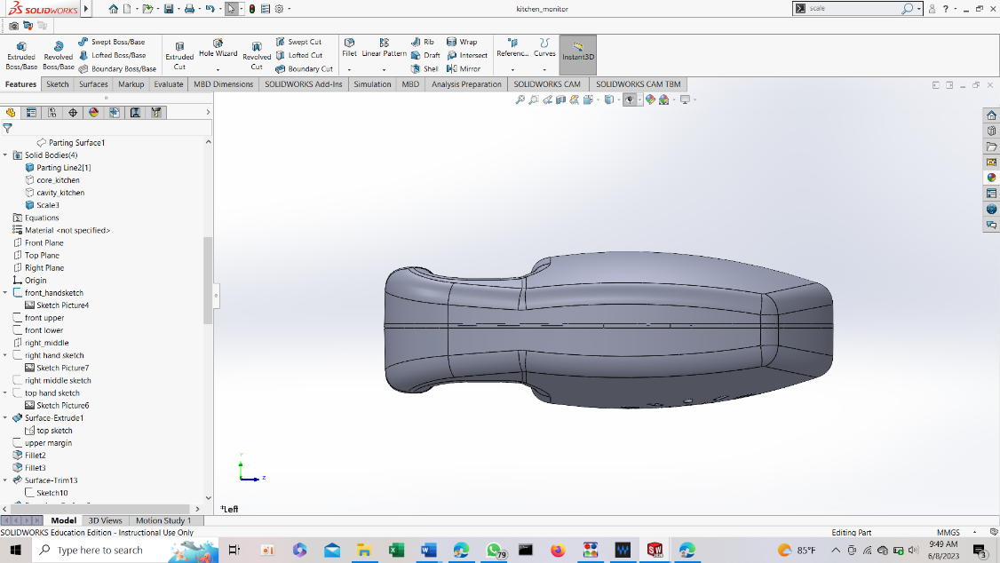 SOLIDWORKS
kitchen_monitor
scale
Extruded Boss/Base
Revolved Boss/Base
Swept Boss/Base
Lofted Boss/Base
Boundary Boss/Base
Extruded Cut
Hole Wizard
Revolved Cut
Swept Cut
Lofted Cut
Boundary Cut
Fillet
Linear Pattern
Rib
Draft
Shell
Wrap
Intersect
Mirror
Referenc...
Curves
Instant3D
Features
Sketch
Surfaces
Markup
Evaluate
MBD Dimensions
SOLIDWORKS Add-Ins
Simulation
MBD
Analysis Preparation
SOLIDWORKS CAM
SOLIDWORKS CAM TBM
Parting Surface1
Solid Bodies(4)
Parting Line2[1]
core_kitchen
cavity_kitchen
Scale3
Equations
Material <not specified>
Front Plane
Top Plane
Right Plane
Origin
front_handsketch
Sketch Picture4
front upper
front lower
right_middle
right hand sketch
Sketch Picture7
right middle sketch
top hand sketch
Sketch Picture6
Surface-Extrude1
top sketch
upper margin
Fillet2
Fillet3
Surface-Trim13
Sketch10
Y
Z
*Left
Model
3D Views
Motion Study 1
SOLIDWORKS Education Edition - Instructional Use Only
Editing Part
MMGS
Type here to search
79
85°F
9:49 AM
6/8/2023
3